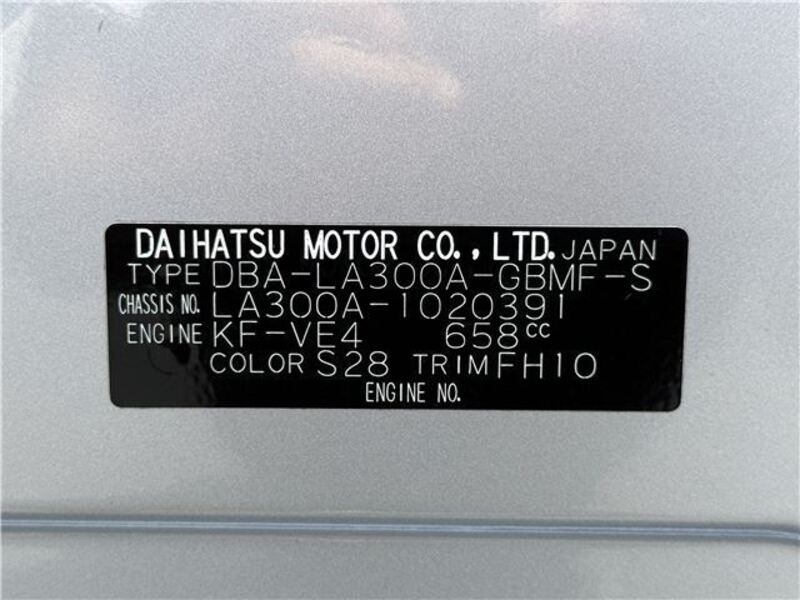 DAIHATSU MOTOR CO., LTD. JAPAN
TYPE DBA-LA300A-GBMF-S
CHASSIS NO. LA300A-1020391
ENGINE KF-VE4 658cc
COLOR S28 TRIM FH10
ENGINE NO.